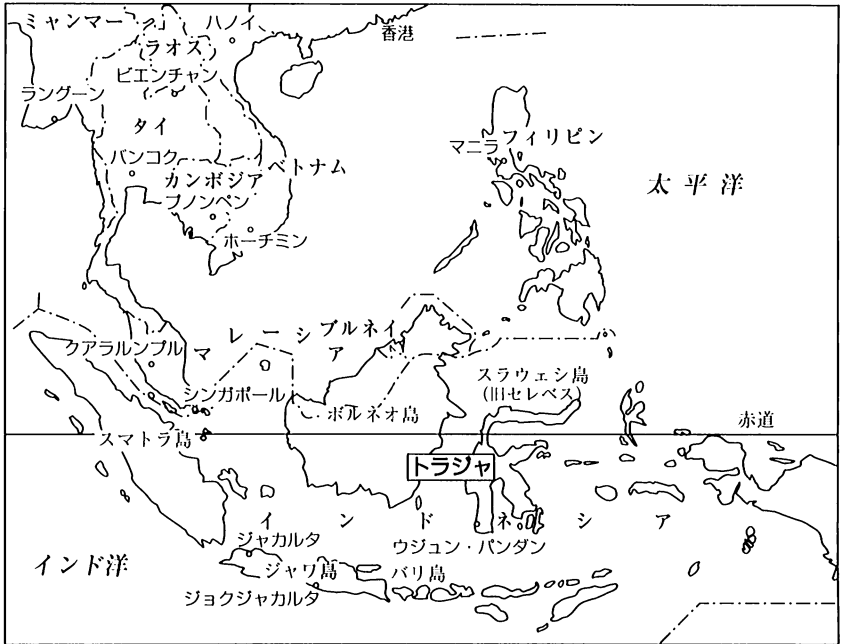 ミャンマー
ハノイ
香港
ラオス
ビエンチャン
ラングーン
タイ
マニラ
フィリピン
バンコク
ベトナム
カンボジア
プノンペン
太平洋
ホーチミン
マレーシア
ブルネイ
クアラルンプル
シンガポール
スラウェシ島
(旧セレベス)
ボルネオ島
赤道
スマトラ島
トラジャ
インドネシア
ジャカルタ
ウジュン・パンダン
インド洋
ジャワ島
バリ島
ジョクジャカルタ